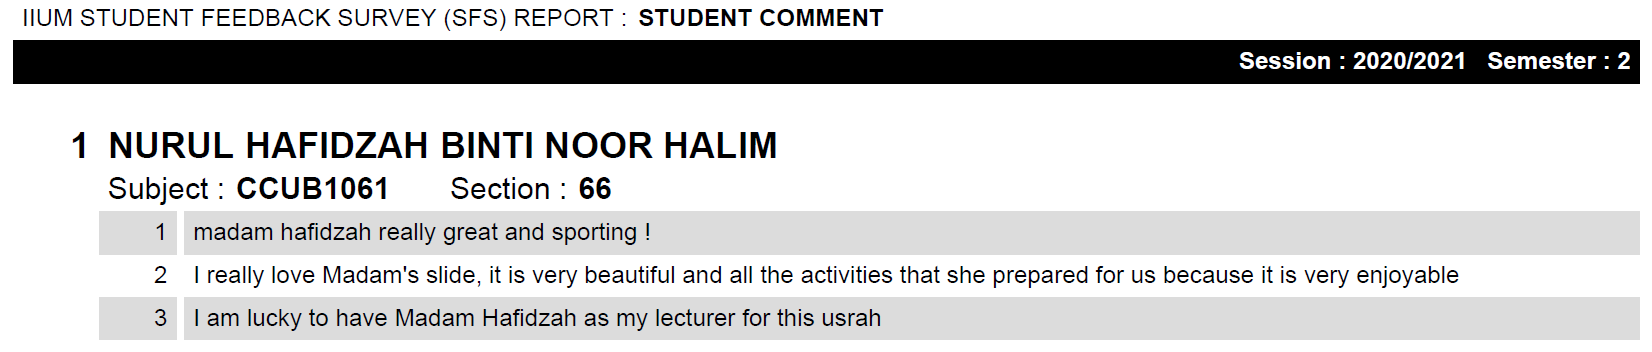 IIUM STUDENT FEEDBACK SURVEY (SFS) REPORT : STUDENT COMMENT
Session : 2020/2021 Semester : 2
1 NURUL HAFIDZAH BINTI NOOR HALIM
Subject : CCUB1061 Section : 66
1 madam hafidzah really great and sporting !
2 I really love Madam's slide, it is very beautiful and all the activities that she prepared for us because it is very enjoyable
3 I am lucky to have Madam Hafidzah as my lecturer for this usrah